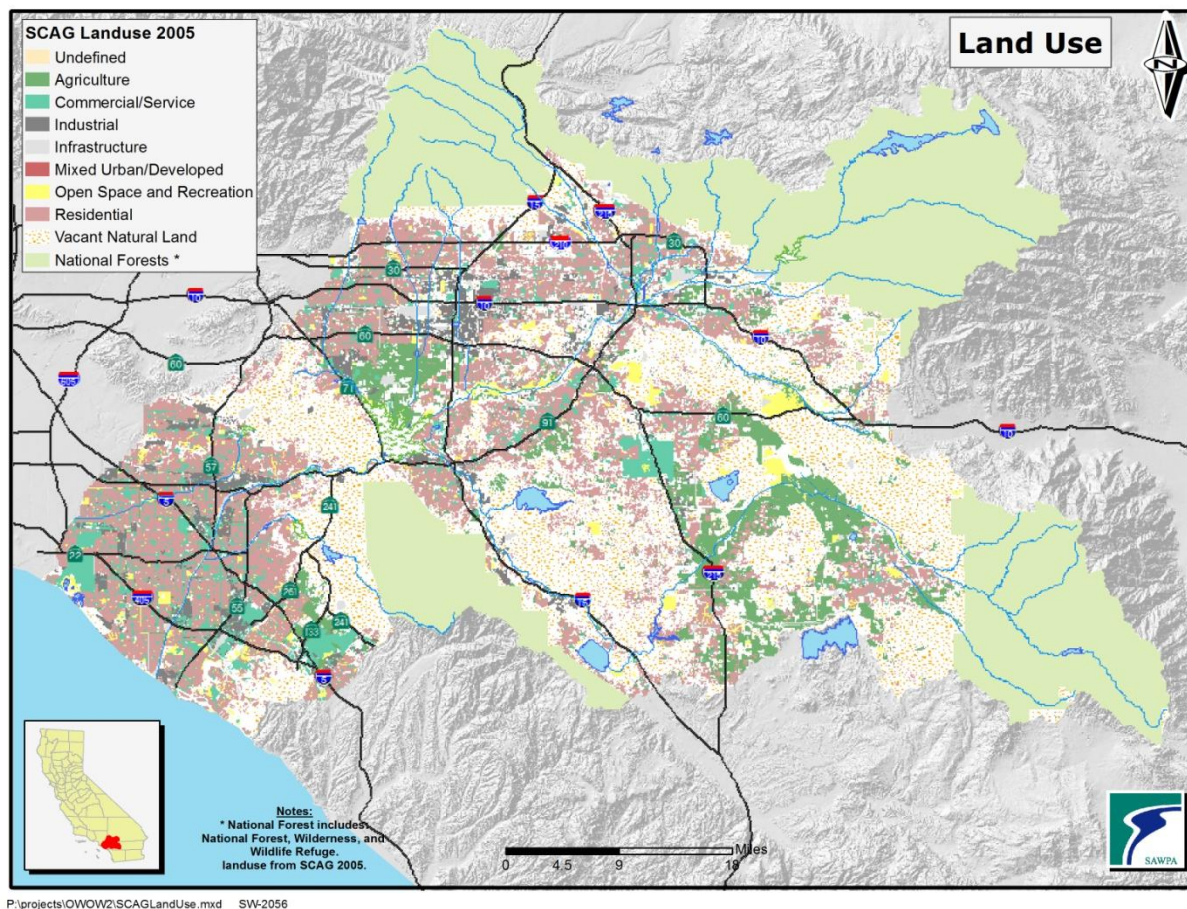 SCAG Landuse 2005
Undefined
Agriculture
Commercial/Service
Industrial
Infrastructure
Mixed Urban/Developed
Open Space and Recreation
Residential
Vacant Natural Land
National Forests *
Land Use
N
15
215
210
30
30
10
10
60
10
60
605
71
91
60
10
57
5
241
22
405
55
261
133
241
5
15
215
Notes:
* National Forest includes:
National Forest, Wilderness, and
Wildlife Refuge.
landuse from SCAG 2005.
Miles
0 4.5 9 18
SAWPA
P:\projects\OWOW2\SCAGLandUse.mxd SW-2056